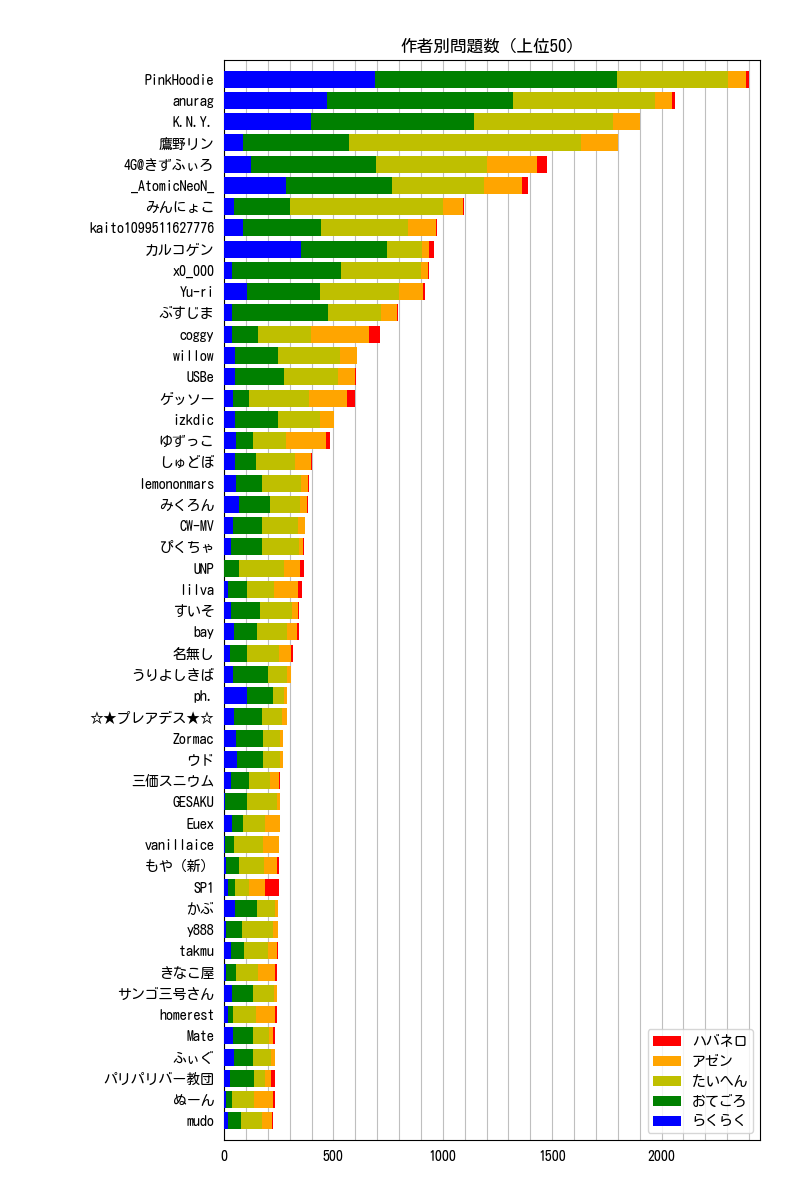 作者別問題数 (上位50)
PinkHoodie
anurag
K.N.Y.
鷹野リン
4G@きずふぃろ
_AtomicNeoN_
みんにょこ
kaito1099511627776
カルコゲン
x0_000
Yu-ri
ぶすじま
coggy
willow
USBe
ゲッソー
izkdic
ゆずっこ
しゅどぼ
lemononmars
みくろん
CW-MV
ぴくちゃ
UNP
lilva
すいそ
bay
名無し
うりよしきば
ph.
☆★プレアデス★☆
Zormac
ウド
三価スニウム
GESAKU
Euex
vanillaice
もや（新）
SP1
かぶ
y888
takmu
きなこ屋
サンゴ三号さん
homerest
Mate
ふぃぐ
パリパリバー教団
ぬーん
mudo
ハバネロ
アゼン
たいへん
おてごろ
らくらく
0 500 1000 1500 2000